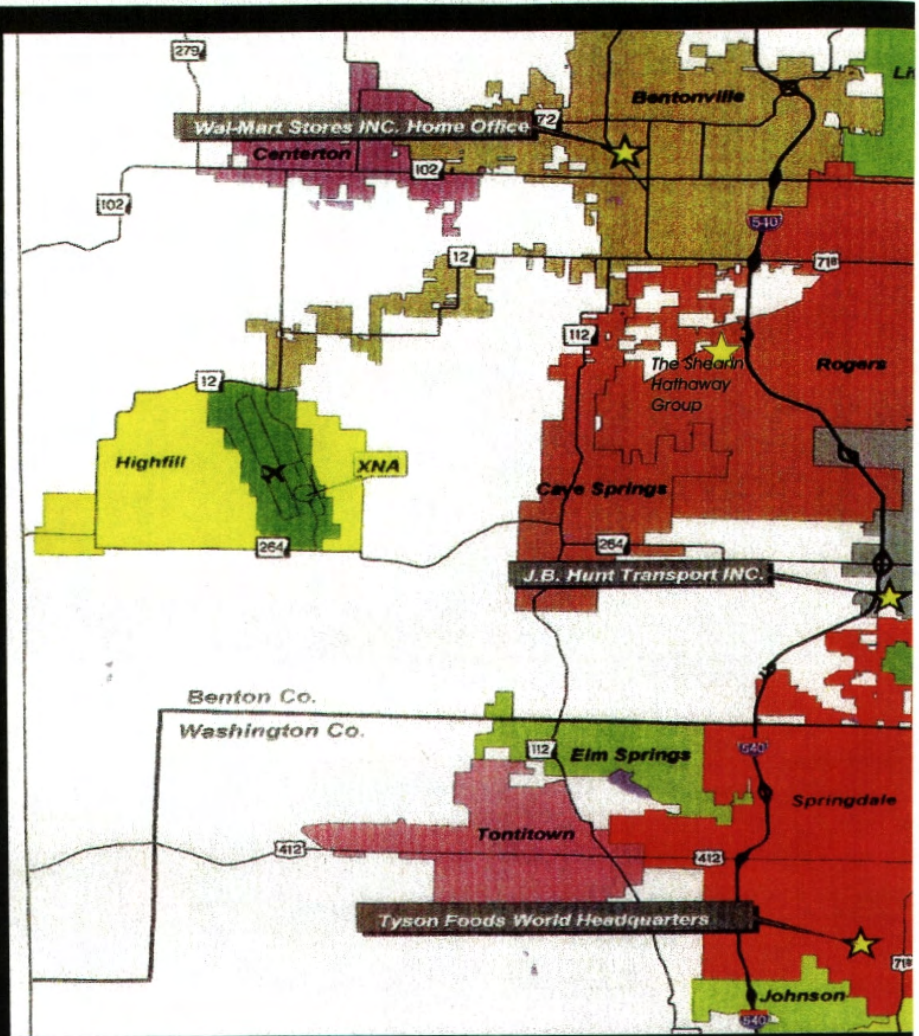 279
Li
Bentonville
Wal-Mart Stores INC. Home Office
72
Centerton
102
102
540
12
71B
112
The Shearin
Hathaway
Group
Rogers
12
Highfill
XNA
Cave Springs
264
264
J.B. Hunt Transport INC.
Benton Co.
Washington Co.
112
Elm Springs
540
Springdale
Tontitown
412
412
Tyson Foods World Headquarters
71B
Johnson
540